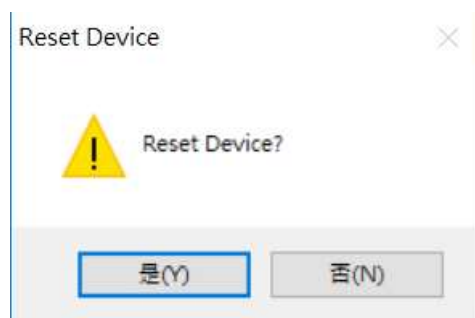 Reset Device
Reset Device?
是(Y)
否(N)